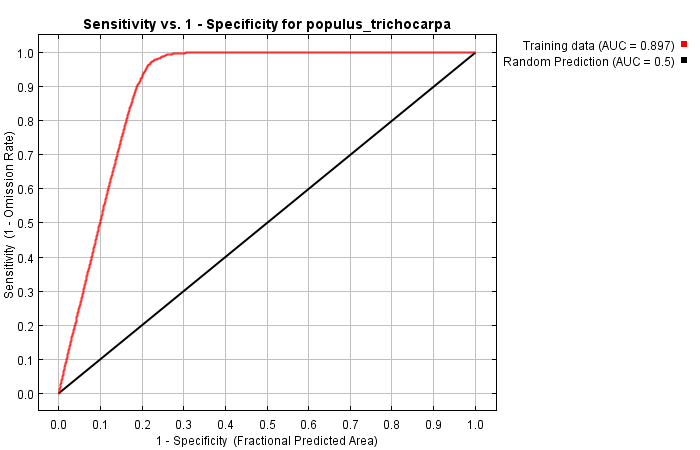 Sensitivity vs. 1 - Specificity for populus_trichocarpa
Training data (AUC = 0.897)
Random Prediction (AUC = 0.5)
Sensitivity (1 - Omission Rate)
1.0
0.9
0.8
0.7
0.6
0.5
0.4
0.3
0.2
0.1
0.0
0.0 0.1 0.2 0.3 0.4 0.5 0.6 0.7 0.8 0.9 1.0
1 - Specificity (Fractional Predicted Area)